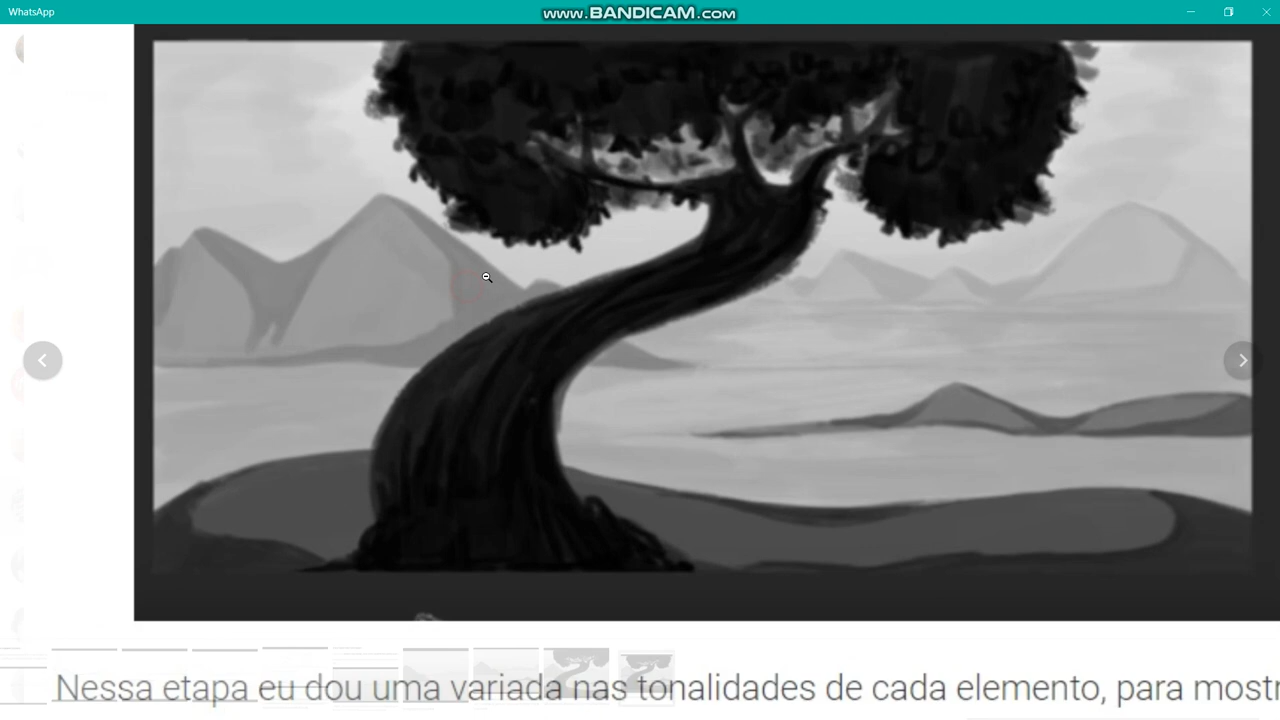 WhatsApp
www.BANDICAM.com
Nessa etapa eu dou uma variada nas tonalidades de cada elemento, para mostr